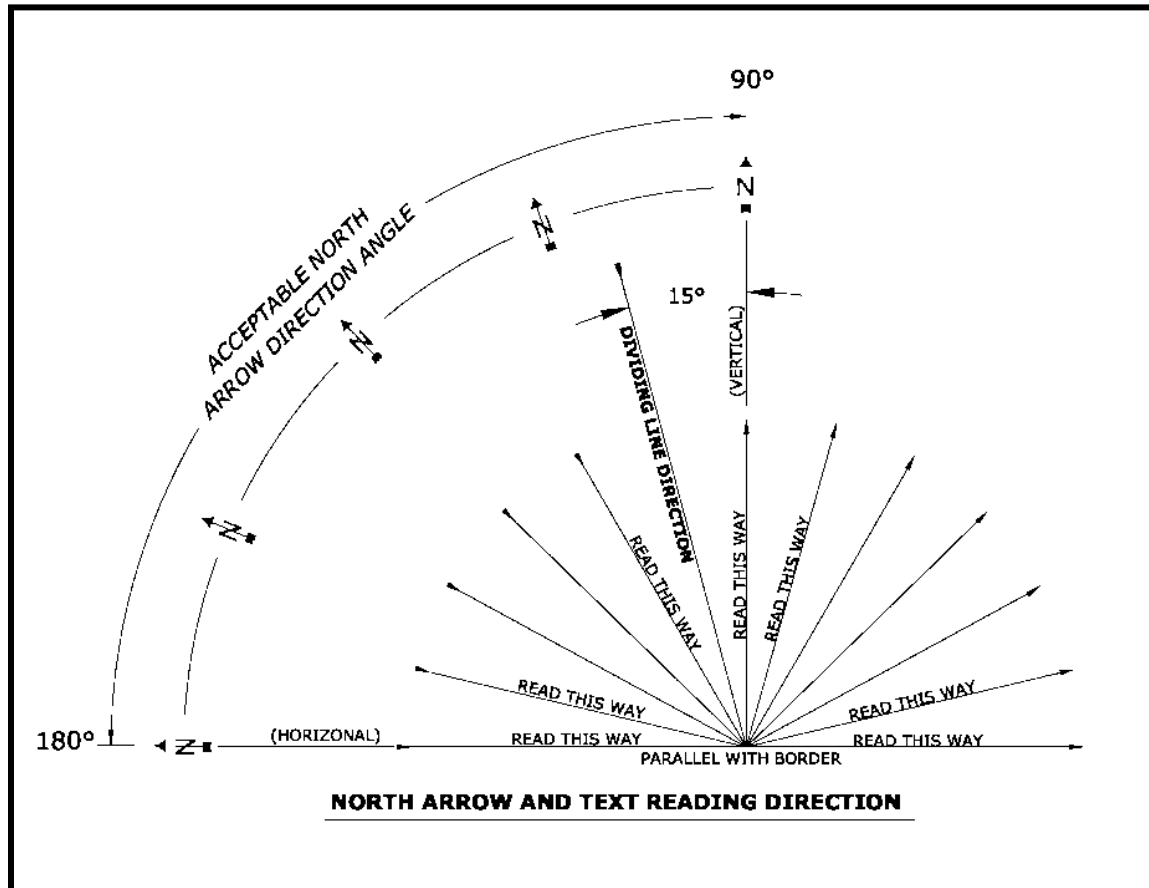 90°
N
ACCEPTABLE NORTH
ARROW DIRECTION ANGLE
N
15°
(VERTICAL)
N
DIVIDING LINE DIRECTION
N
READ THIS WAY
READ THIS WAY
READ THIS WAY
READ THIS WAY
READ THIS WAY
180°
N
(HORIZONAL)
READ THIS WAY
READ THIS WAY
PARALLEL WITH BORDER
NORTH ARROW AND TEXT READING DIRECTION